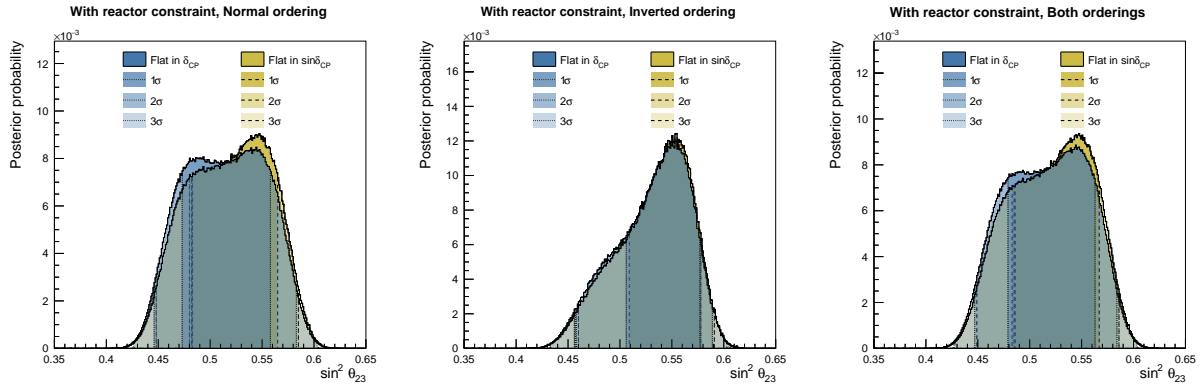 With reactor constraint, Normal ordering
×10⁻³
Posterior probability
12
10
8
6
4
2
0
Flat in δCP
1σ
2σ
3σ
Flat in sinδCP
1σ
2σ
3σ
0.35 0.4 0.45 0.5 0.55 0.6 0.65
sin² θ23
With reactor constraint, Inverted ordering
×10⁻³
Posterior probability
16
14
12
10
8
6
4
2
0
Flat in δCP
1σ
2σ
3σ
Flat in sinδCP
1σ
2σ
3σ
0.35 0.4 0.45 0.5 0.55 0.6 0.65
sin² θ23
With reactor constraint, Both orderings
×10⁻³
Posterior probability
12
10
8
6
4
2
0
Flat in δCP
1σ
2σ
3σ
Flat in sinδCP
1σ
2σ
3σ
0.35 0.4 0.45 0.5 0.55 0.6 0.65
sin² θ23